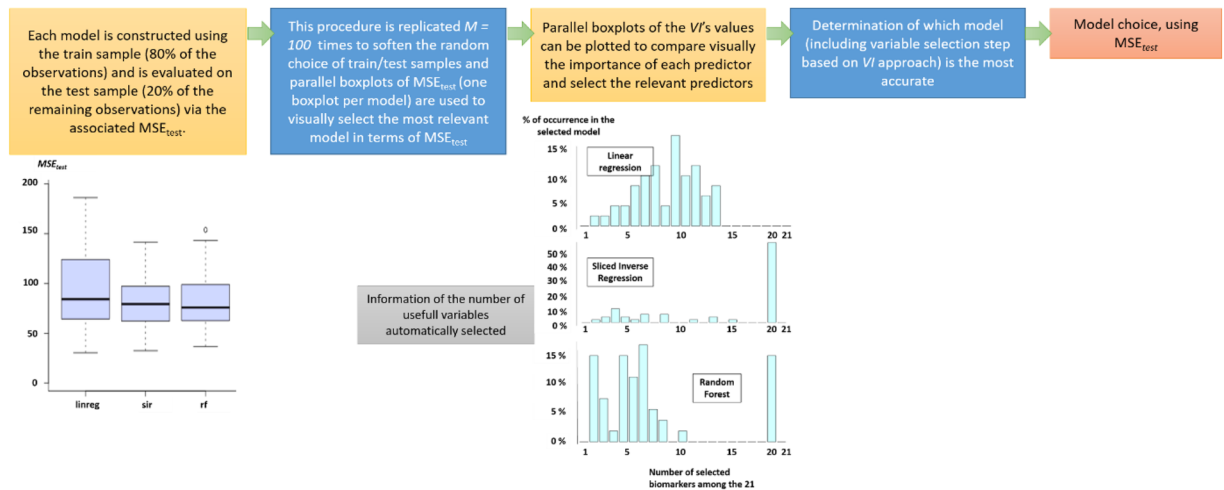 Each model is constructed using
the train sample (80% of the
observations) and is evaluated on
the test sample (20% of the
remaining observations) via the
associated MSEtest.
This procedure is replicated M =
100 times to soften the random
choice of train/test samples and
parallel boxplots of MSEtest (one
boxplot per model) are used to
visually select the most relevant
model in terms of MSEtest
Parallel boxplots of the VI's values
can be plotted to compare visually
the importance of each predictor
and select the relevant predictors
Determination of which model
(including variable selection step
based on VI approach) is the most
accurate
Model choice, using
MSEtest
MSEtest
200
150
100
50
0
linreg sir rf
Information of the number of
usefull variables
automatically selected
% of occurrence in the
selected model
15 %
10 %
5 %
0 %
Linear
regression
1 5 10 15 20 21
50 %
40 %
30 %
20 %
10 %
0 %
Sliced Inverse
Regression
1 5 10 15 20 21
15 %
10 %
5 %
0 %
Random
Forest
1 5 10 15 20 21
Number of selected
biomarkers among the 21